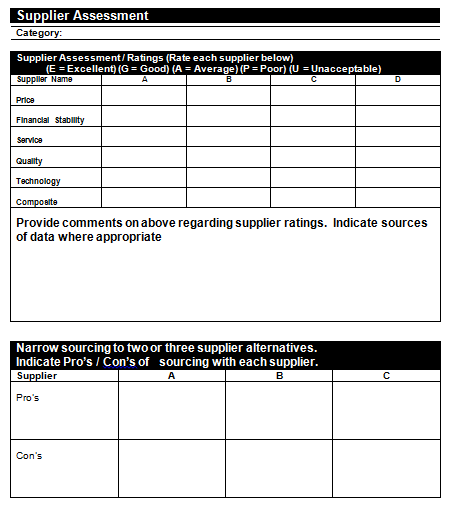 Supplier Assessment
Category:
Supplier Assessment / Ratings (Rate each supplier below)
(E = Excellent) (G = Good) (A = Average) (P = Poor) (U = Unacceptable)
Supplier Name A B C D
Price
Financial Stability
Service
Quality
Technology
Composite
Provide comments on above regarding supplier ratings. Indicate sources
of data where appropriate
Narrow sourcing to two or three supplier alternatives.
Indicate Pro's / Con's of sourcing with each supplier.
Supplier A B C
Pro's
Con's